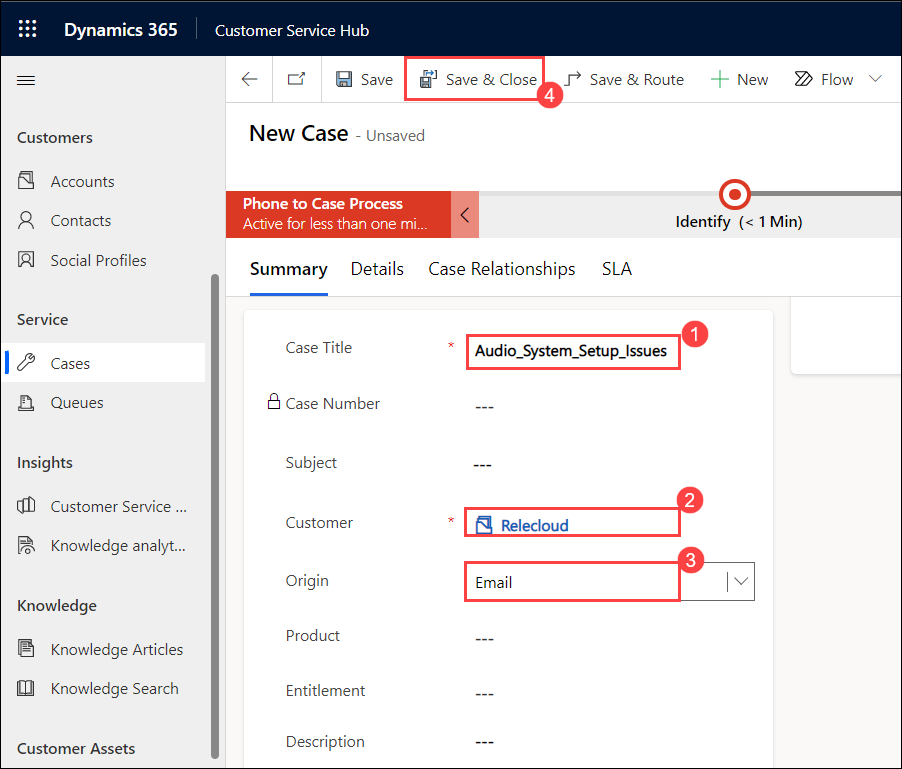 Dynamics 365 Customer Service Hub
Save Save & Close Save & Route New Flow
4
New Case - Unsaved
Customers
Accounts
Contacts
Social Profiles
Service
Cases
Queues
Insights
Customer Service ...
Knowledge analyt...
Knowledge
Knowledge Articles
Knowledge Search
Customer Assets
Phone to Case Process
Active for less than one mi...
Identify (< 1 Min)
Summary Details Case Relationships SLA
1
Case Title * Audio_System_Setup_Issues
Case Number ---
Subject ---
2
Customer * Relecloud
3
Origin Email
Product ---
Entitlement ---
Description ---